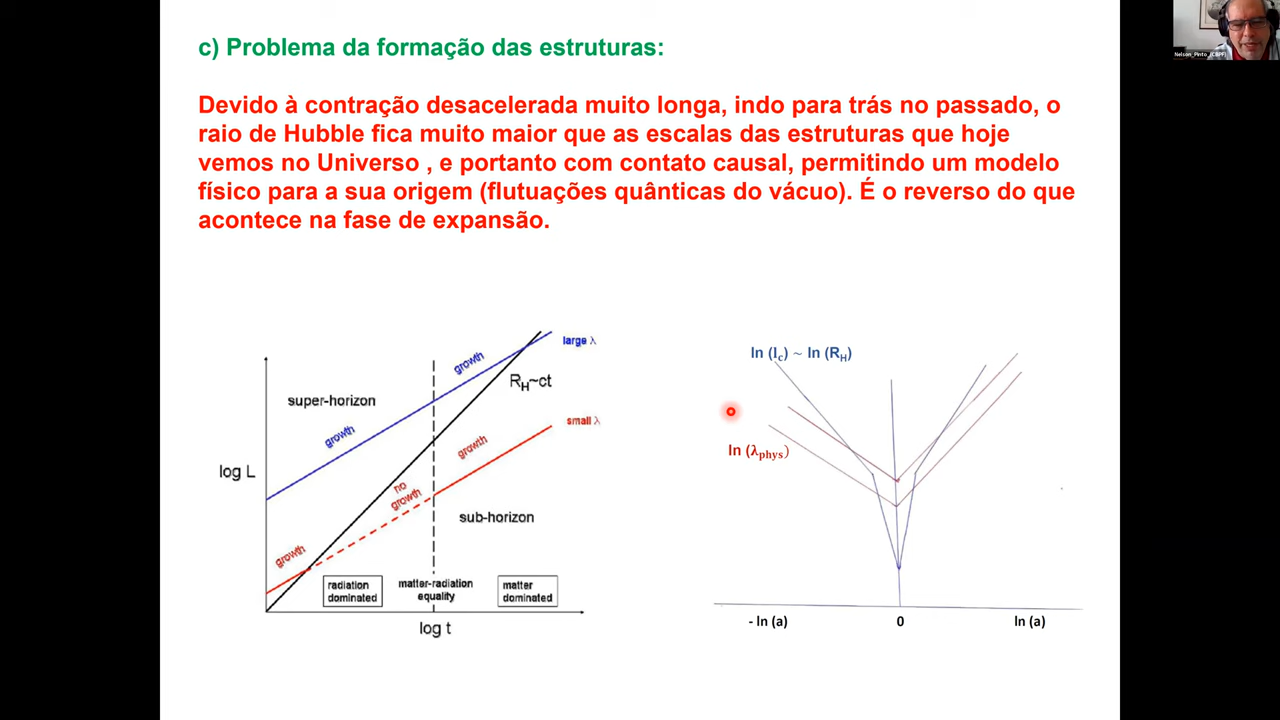 c) Problema da formação das estruturas:
Devido à contração desacelerada muito longa, indo para trás no passado, o
raio de Hubble fica muito maior que as escalas das estruturas que hoje
vemos no Universo , e portanto com contato causal, permitindo um modelo
físico para a sua origem (flutuações quânticas do vácuo). É o reverso do que
acontece na fase de expansão.
large λ
growth
R_H~ct
super-horizon
small λ
growth
growth
log L
no
growth
sub-horizon
growth
radiation
dominated
matter-radiation
equality
matter
dominated
log t
ln (l_c) ~ ln (R_H)
ln (λ_phys)
- ln (a)
0
ln (a)
Nelson_Pinto_(CBPF)